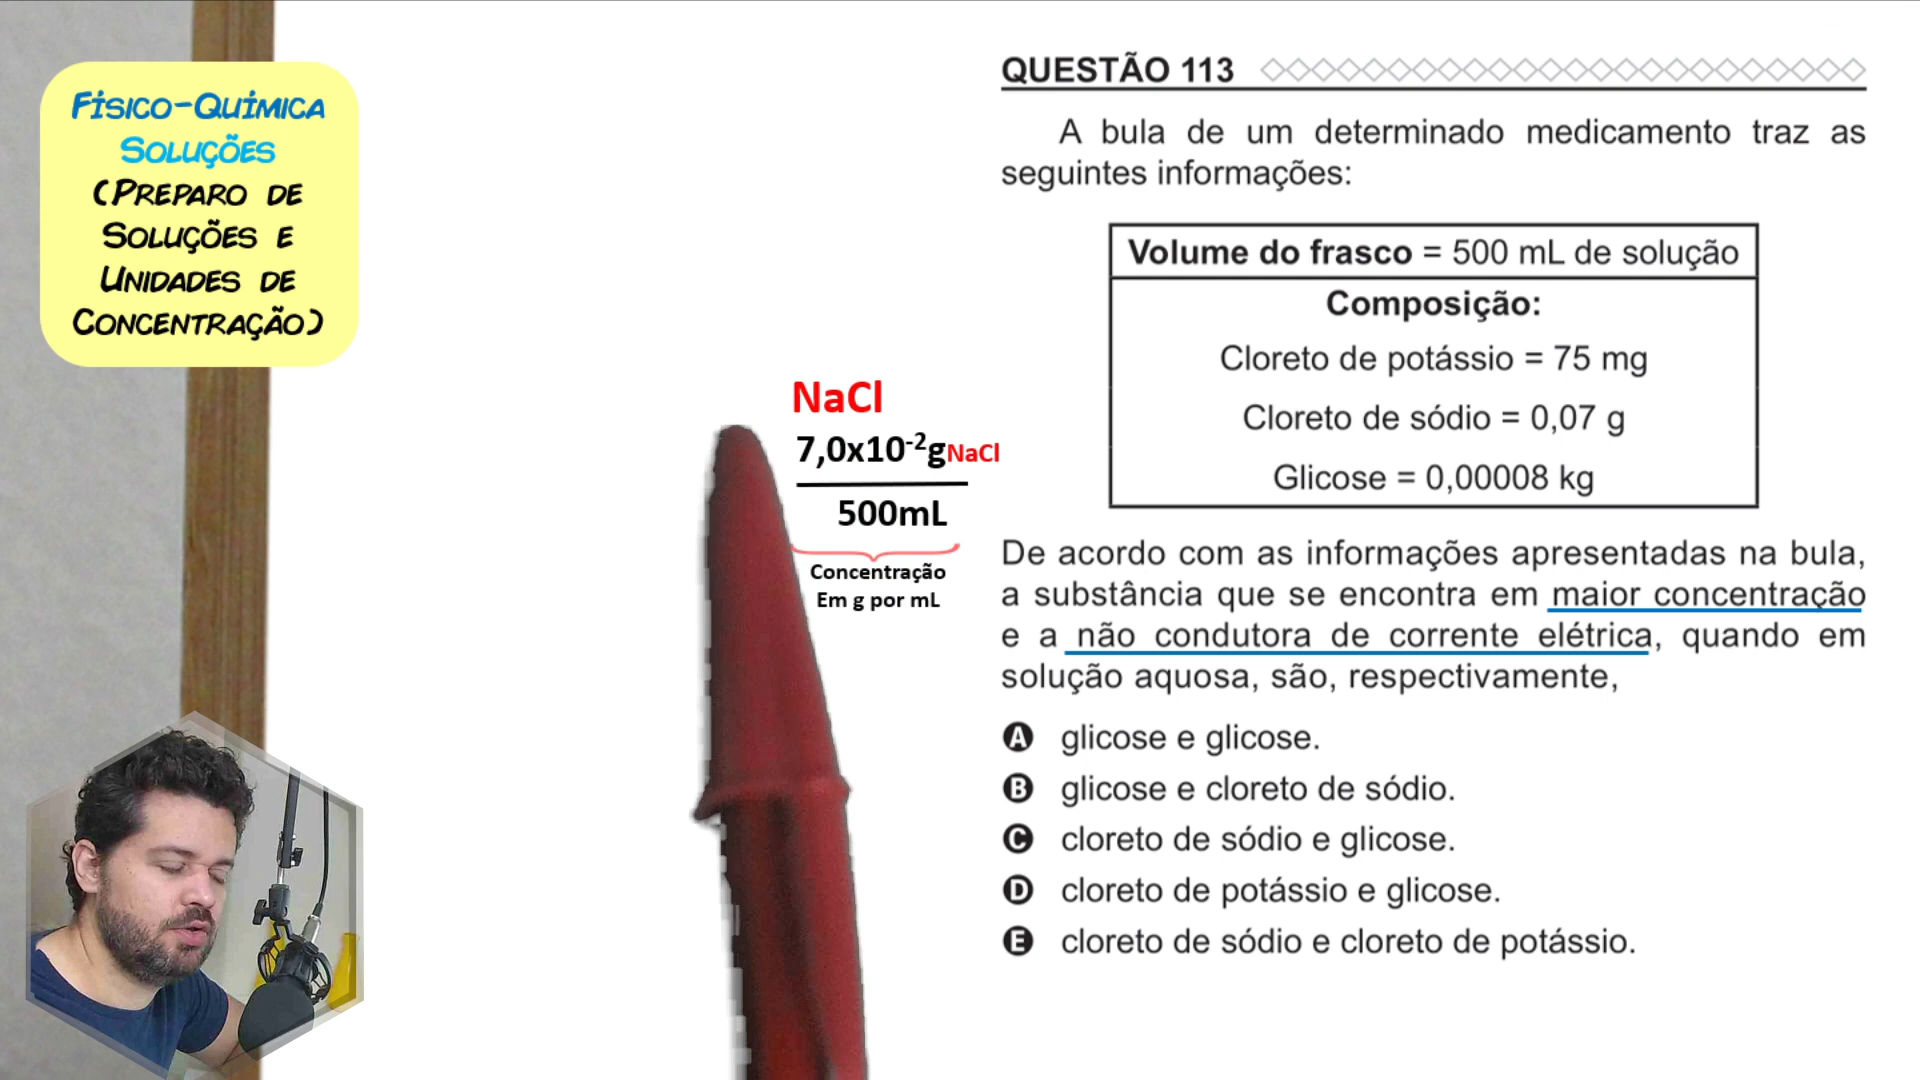 FÍSICO-QUÍMICA
SOLUÇÕES
(PREPARO DE
SOLUÇÕES E
UNIDADES DE
CONCENTRAÇÃO)
NaCl
7,0x10⁻²gNaCl
500mL
Concentração
Em g por mL
QUESTÃO 113
A bula de um determinado medicamento traz as
seguintes informações:
Volume do frasco = 500 mL de solução
Composição:
Cloreto de potássio = 75 mg
Cloreto de sódio = 0,07 g
Glicose = 0,00008 kg
De acordo com as informações apresentadas na bula,
a substância que se encontra em maior concentração
e a não condutora de corrente elétrica, quando em
solução aquosa, são, respectivamente,
A glicose e glicose.
B glicose e cloreto de sódio.
C cloreto de sódio e glicose.
D cloreto de potássio e glicose.
E cloreto de sódio e cloreto de potássio.